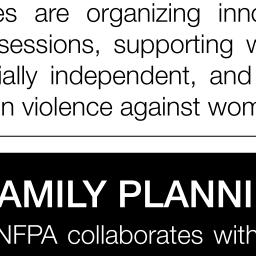 es are organizing inno
sessions, supporting w
ially independent, and
n violence against wom
AMILY PLANNI
NFPA collaborates with